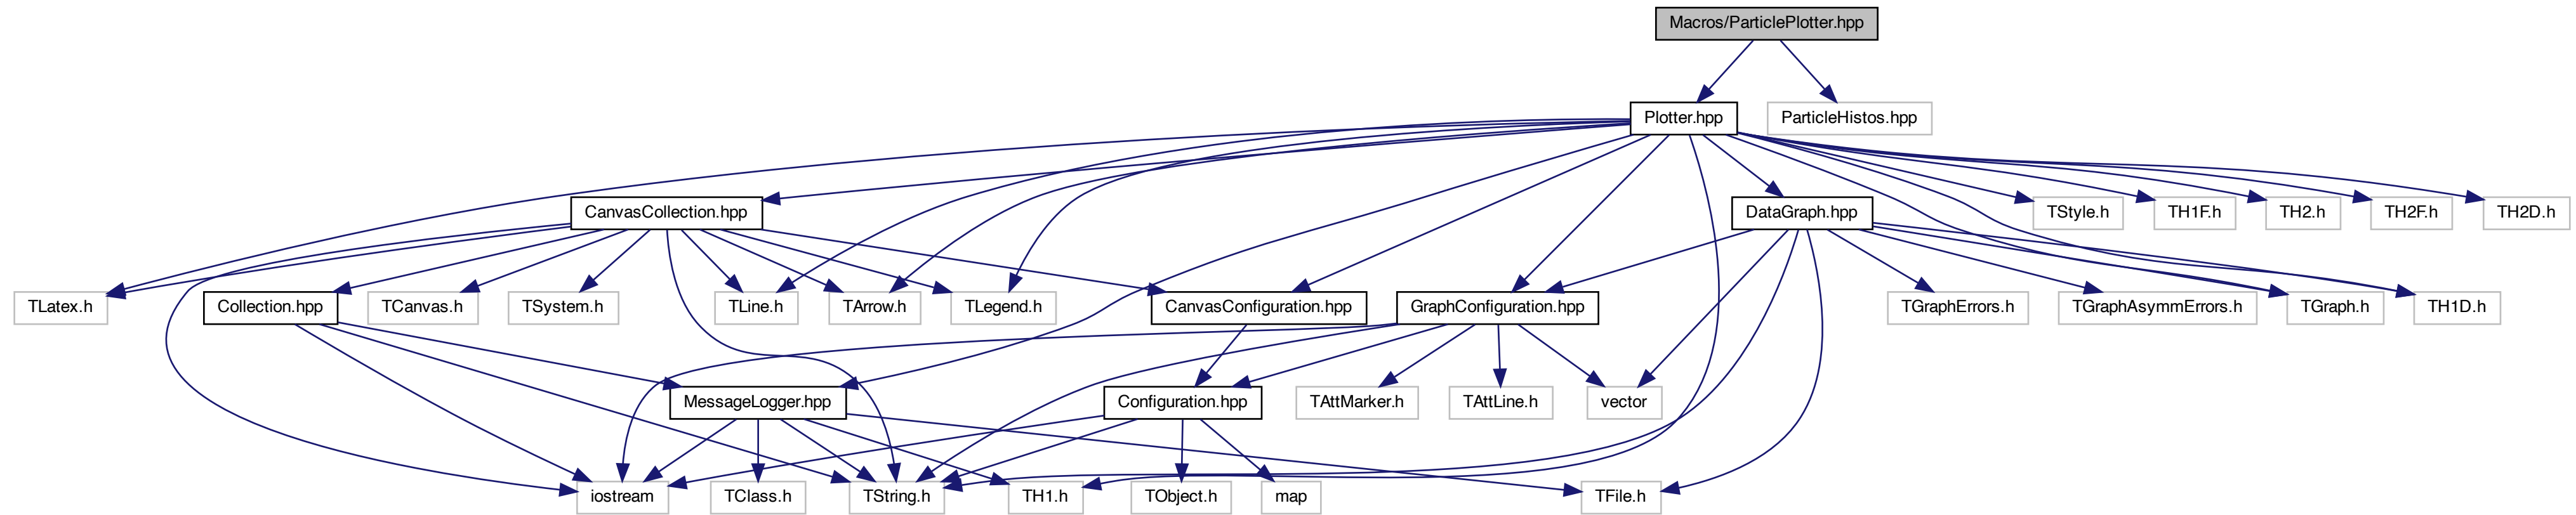 Macros/ParticlePlotter.hpp
Plotter.hpp
ParticleHistos.hpp
CanvasCollection.hpp
DataGraph.hpp
TStyle.h
TH1F.h
TH2.h
TH2F.h
TH2D.h
TLatex.h
Collection.hpp
TCanvas.h
TSystem.h
TLine.h
TArrow.h
TLegend.h
CanvasConfiguration.hpp
GraphConfiguration.hpp
TGraphErrors.h
TGraphAsymmErrors.h
TGraph.h
TH1D.h
MessageLogger.hpp
Configuration.hpp
TAttMarker.h
TAttLine.h
vector
iostream
TClass.h
TString.h
TH1.h
TObject.h
map
TFile.h